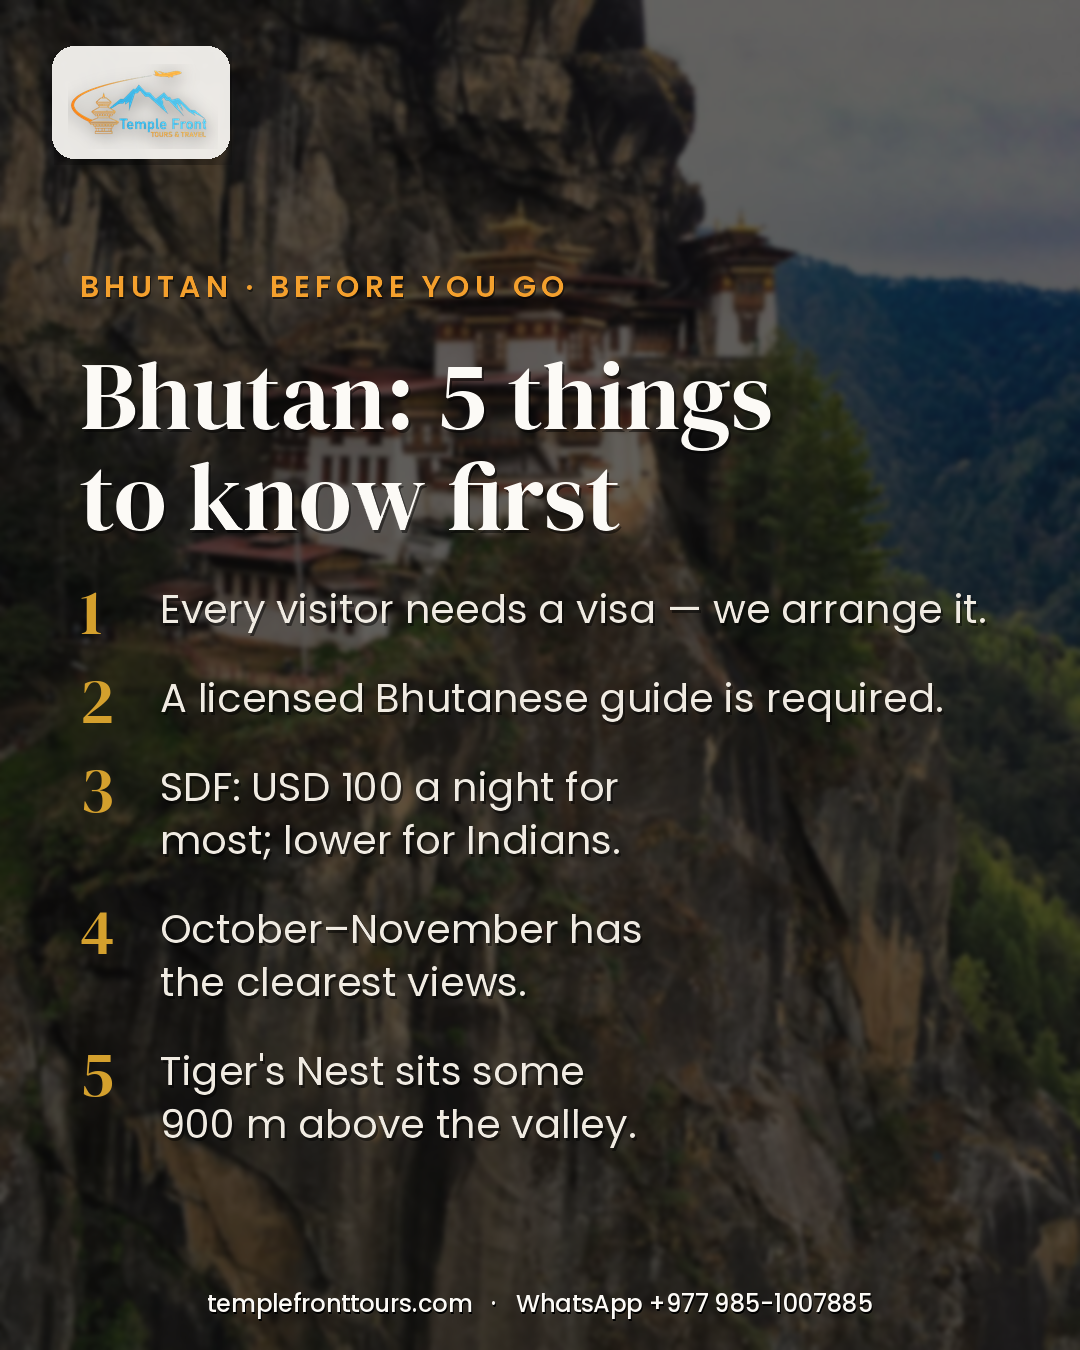 Temple Front
TOURS & TRAVEL
BHUTAN · BEFORE YOU GO
Bhutan: 5 things
to know first
1 Every visitor needs a visa — we arrange it.
2 A licensed Bhutanese guide is required.
3 SDF: USD 100 a night for
most; lower for Indians.
4 October–November has
the clearest views.
5 Tiger's Nest sits some
900 m above the valley.
templefronttours.com · WhatsApp +977 985-1007885